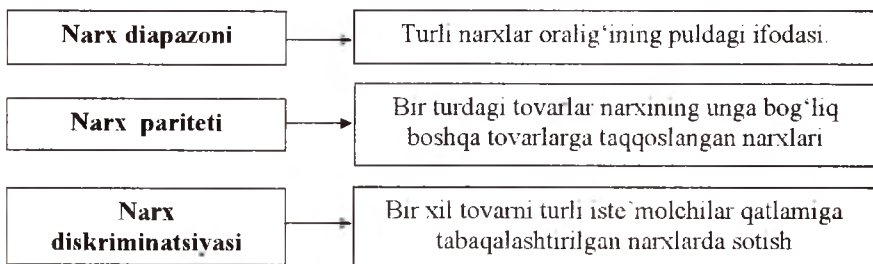 Narx diapazoni
Turli narxlar oralig‘ining puldagi ifodasi.
Narx pariteti
Bir turdagi tovarlar narxining unga bog‘liq
boshqa tovarlarga taqqoslangan narxlari
Narx
diskriminatsiyasi
Bir xil tovarni turli iste`molchilar qatlamiga
tabaqalashtirilgan narxlarda sotish